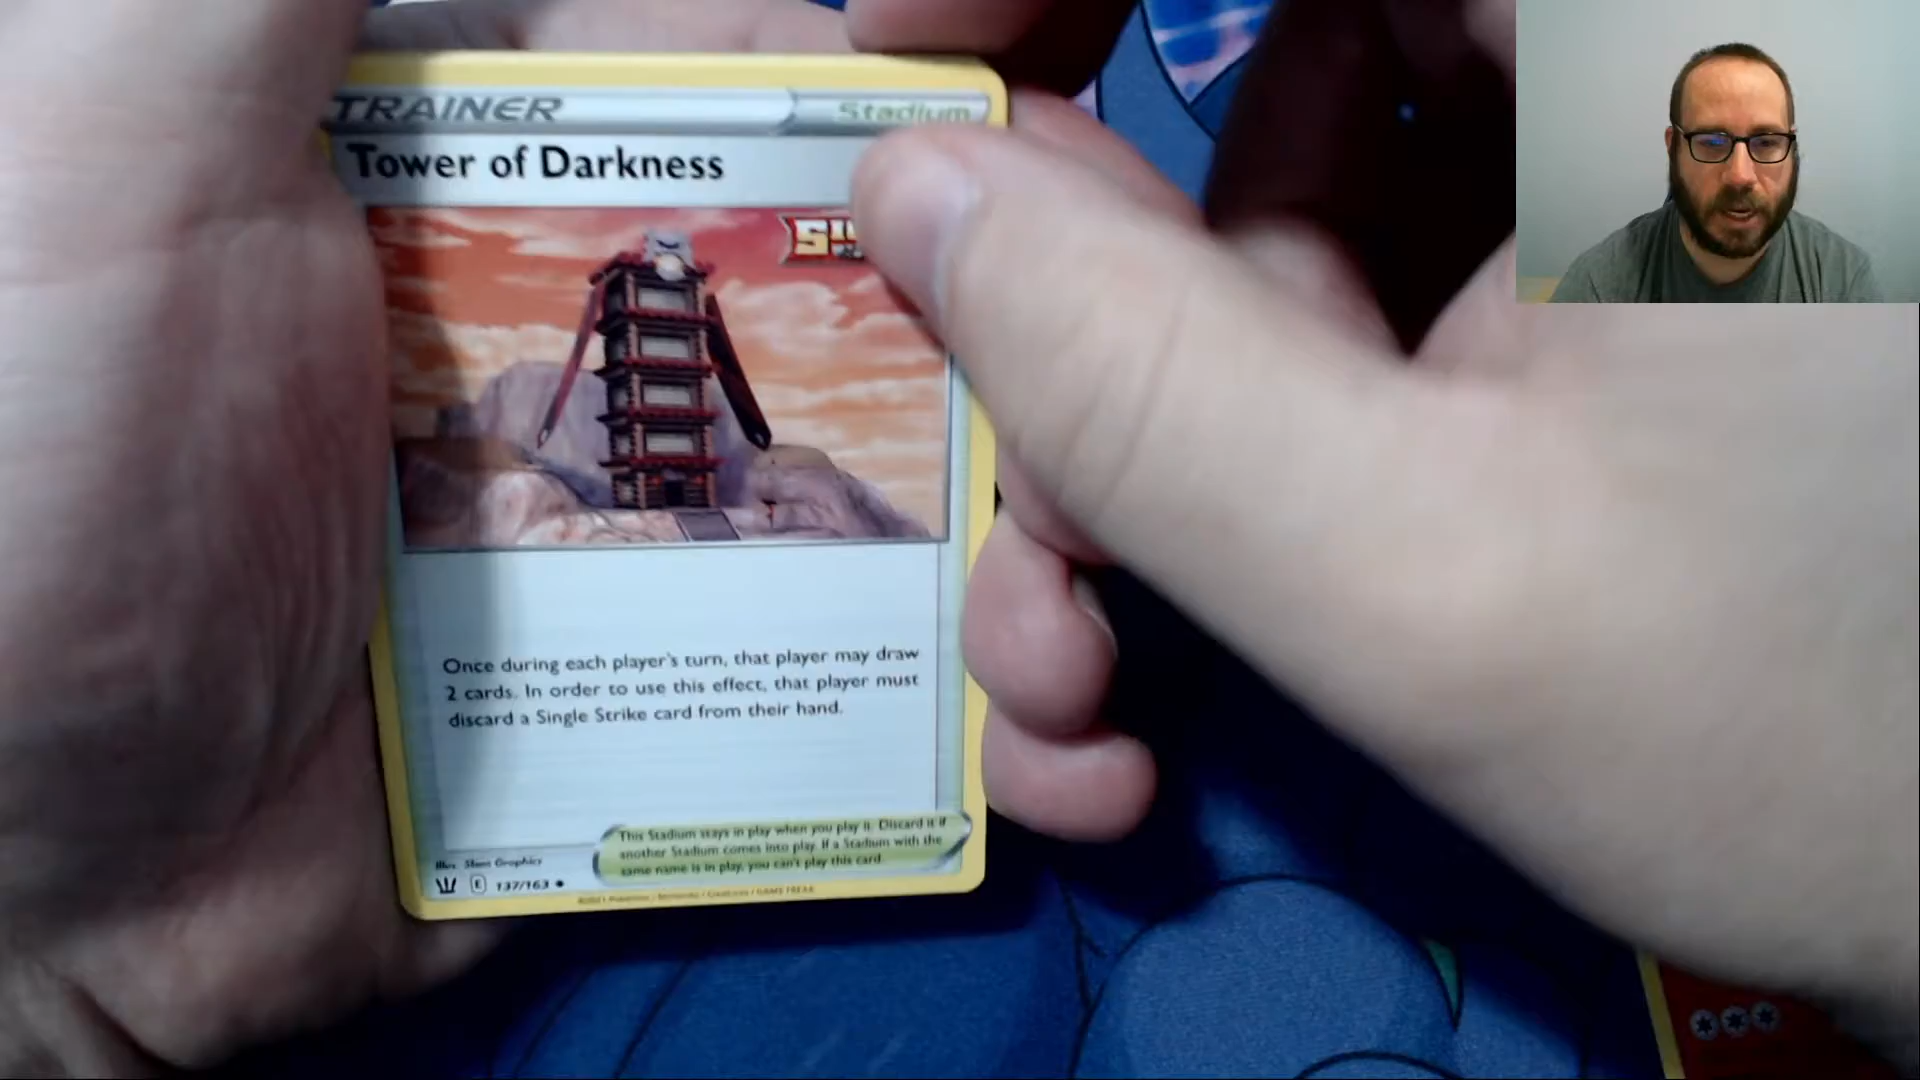 TRAINER
Stadium
Tower of Darkness
Once during each player's turn, that player may draw
2 cards. In order to use this effect, that player must
discard a Single Strike card from their hand.
This Stadium stays in play when you play it. Discard it if
another Stadium comes into play. If a Stadium with the
same name is in play, you can't play this card.
Illus.
Graphics
E 137/163